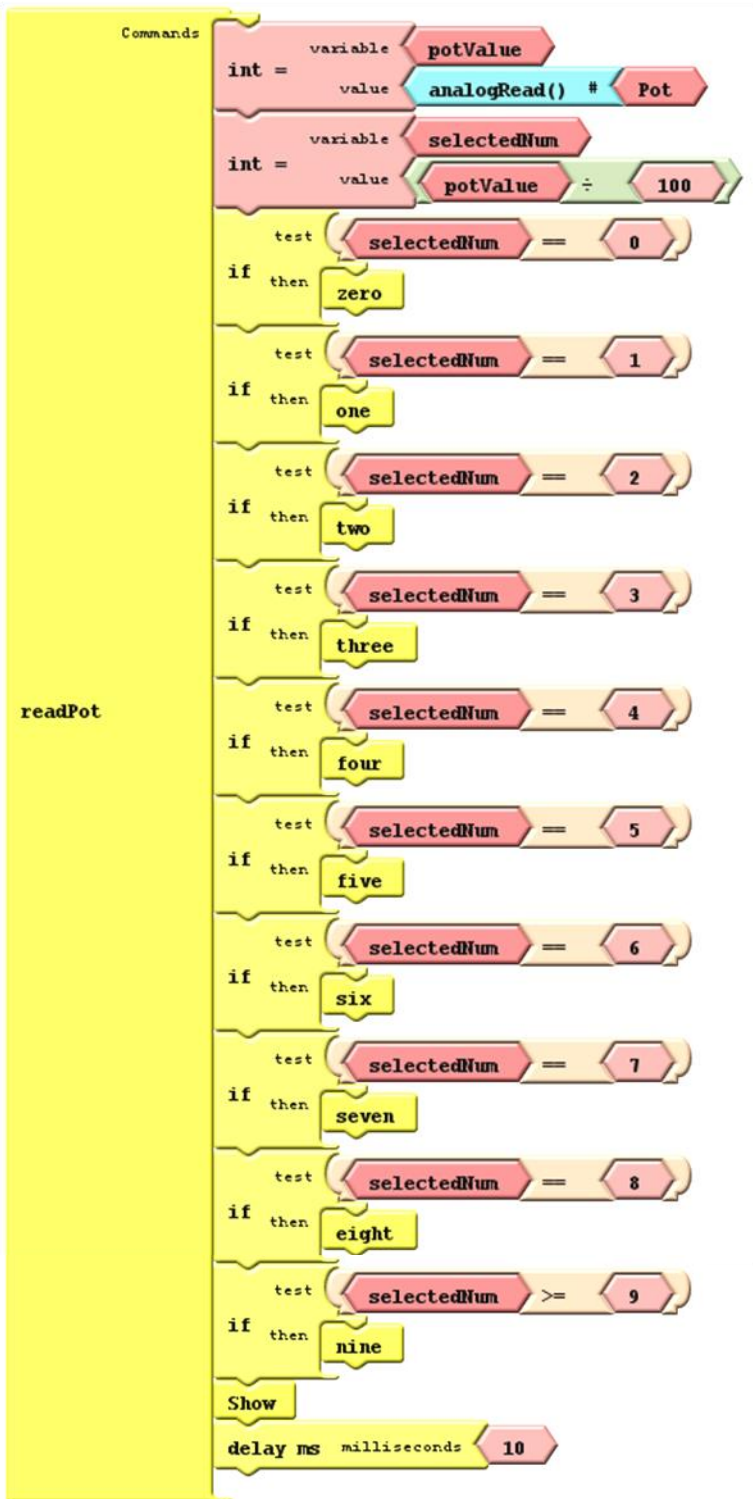 Commands
variable potValue
int =
value analogRead() # Pot
variable selectedNum
int =
value potValue ÷ 100
test selectedNum == 0
if
then zero
test selectedNum == 1
if
then one
test selectedNum == 2
if
then two
test selectedNum == 3
if
then three
readPot
test selectedNum == 4
if
then four
test selectedNum == 5
if
then five
test selectedNum == 6
if
then six
test selectedNum == 7
if
then seven
test selectedNum == 8
if
then eight
test selectedNum >= 9
if
then nine
Show
delay ms milliseconds 10